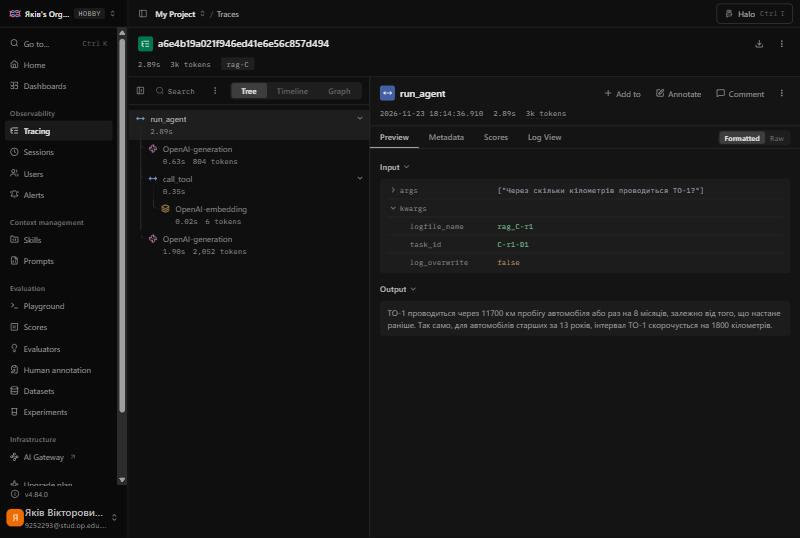 Яків's Org... HOBBY
My Project / Traces
Halo Ctrl I
Go to... Ctrl K
Home
Dashboards
Observability
Tracing
Sessions
Users
Alerts
Context management
Skills
Prompts
Evaluation
Playground
Scores
Evaluators
Human annotation
Datasets
Experiments
Infrastructure
AI Gateway
Upgrade plan
v4.84.0
Я
Яків Вікторови...
9252293@stud.op.edu...
a6e4b19a021f946ed41e6e56c857d494
2.89s 3k tokens rag-C
Search
Tree Timeline Graph
run_agent
2.89s
OpenAI-generation
0.63s 804 tokens
call_tool
0.35s
OpenAI-embedding
0.02s 6 tokens
OpenAI-generation
1.90s 2,052 tokens
run_agent
Add to Annotate Comment
2026-11-23 18:14:36.910 2.89s 3k tokens
Preview Metadata Scores Log View
Formatted Raw
Input
args ["Через скільки кілометрів проводиться ТО-1?"]
kwargs
logfile_name rag_C-r1
task_id C-r1-D1
log_overwrite false
Output
ТО-1 проводиться через 11700 км пробігу автомобіля або раз на 8 місяців, залежно від того, що настане
раніше. Так само, для автомобілів старших за 13 років, інтервал ТО-1 скорочується на 1800 кілометрів.